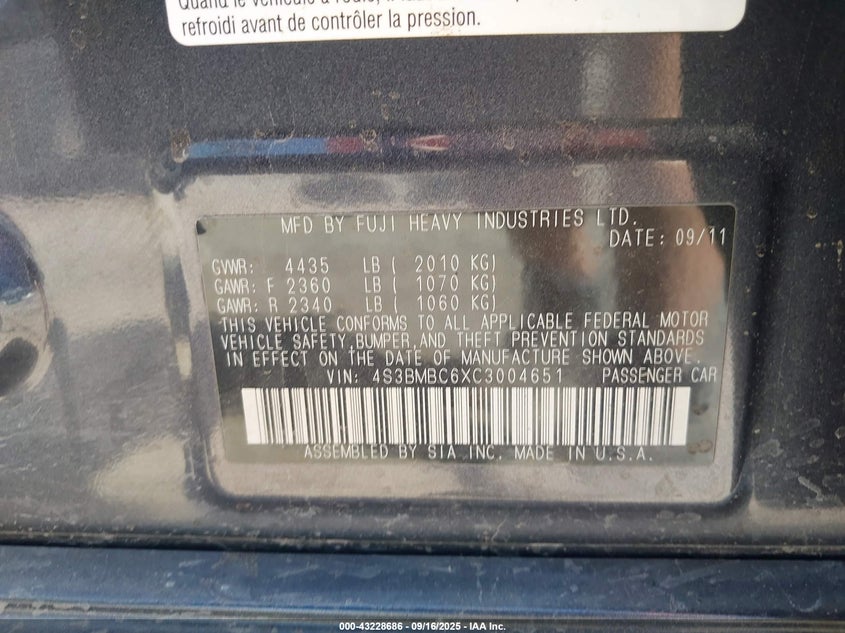 refroidi avant de contrôler la pression.
MFD BY FUJI HEAVY INDUSTRIES LTD.
DATE: 09/11
GVWR: 4435 LB ( 2010 KG)
GAWR: F 2360 LB ( 1070 KG)
GAWR: R 2340 LB ( 1060 KG)
THIS VEHICLE CONFORMS TO ALL APPLICABLE FEDERAL MOTOR
VEHICLE SAFETY,BUMPER,AND THEFT PREVENTION STANDARDS
IN EFFECT ON THE DATE OF MANUFACTURE SHOWN ABOVE.
VIN: 4S3BMBC6XC3004651 PASSENGER CAR
ASSEMBLED BY SIA INC. MADE IN U.S.A.
000-43228686 - 09/16/2025 - IAA Inc.